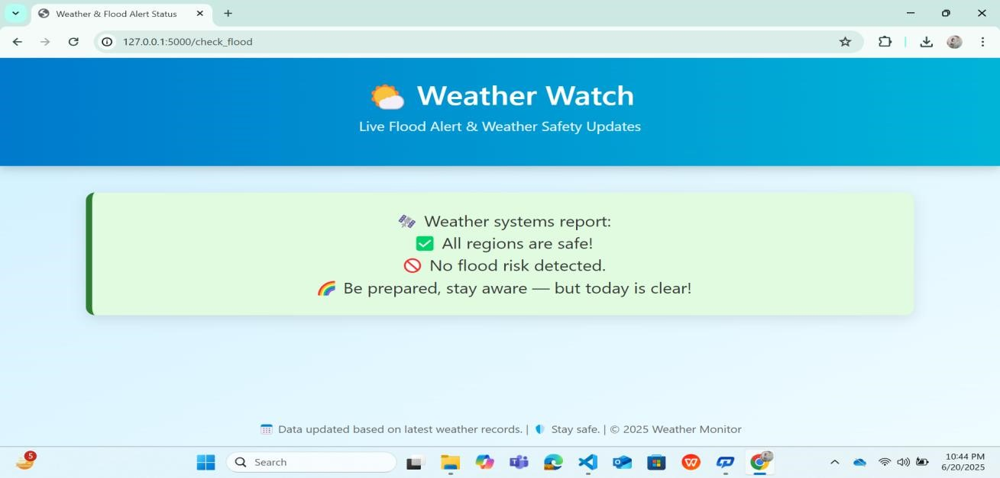 Weather & Flood Alert Status
127.0.0.1:5000/check_flood
Weather Watch
Live Flood Alert & Weather Safety Updates
Weather systems report:
All regions are safe!
No flood risk detected.
Be prepared, stay aware — but today is clear!
Data updated based on latest weather records. | Stay safe. | © 2025 Weather Monitor
5
Search
10:44 PM
6/20/2025